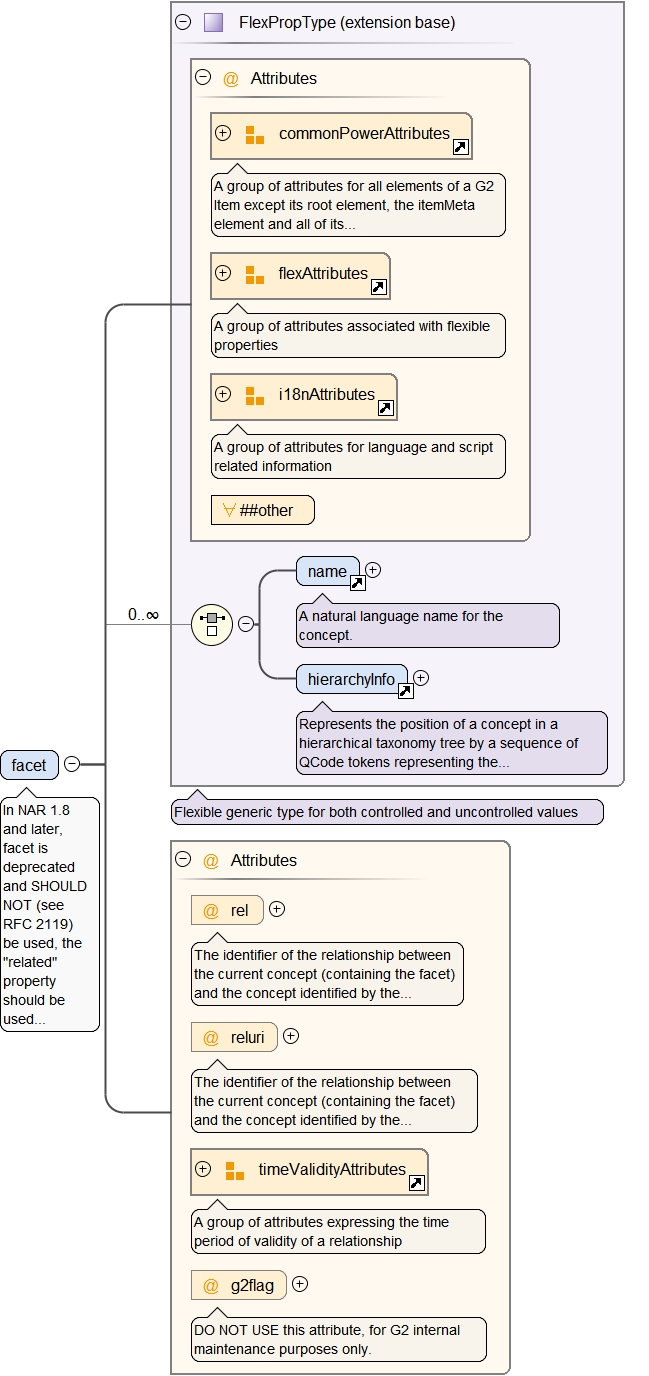 FlexPropType (extension base)
@ Attributes
commonPowerAttributes
A group of attributes for all elements of a G2
Item except its root element, the itemMeta
element and all of its...
flexAttributes
A group of attributes associated with flexible
properties
i18nAttributes
A group of attributes for language and script
related information
##other
0..∞
name
A natural language name for the
concept.
hierarchyInfo
Represents the position of a concept in a
hierarchical taxonomy tree by a sequence of
QCode tokens representing the...
facet
In NAR 1.8
and later,
facet is
deprecated
and SHOULD
NOT (see
RFC 2119)
be used, the
"related"
property
should be
used...
Flexible generic type for both controlled and uncontrolled values
@ Attributes
@ rel
The identifier of the relationship between
the current concept (containing the facet)
and the concept identified by the...
@ reluri
The identifier of the relationship between
the current concept (containing the facet)
and the concept identified by the...
timeValidityAttributes
A group of attributes expressing the time
period of validity of a relationship
@ g2flag
DO NOT USE this attribute, for G2 internal
maintenance purposes only.